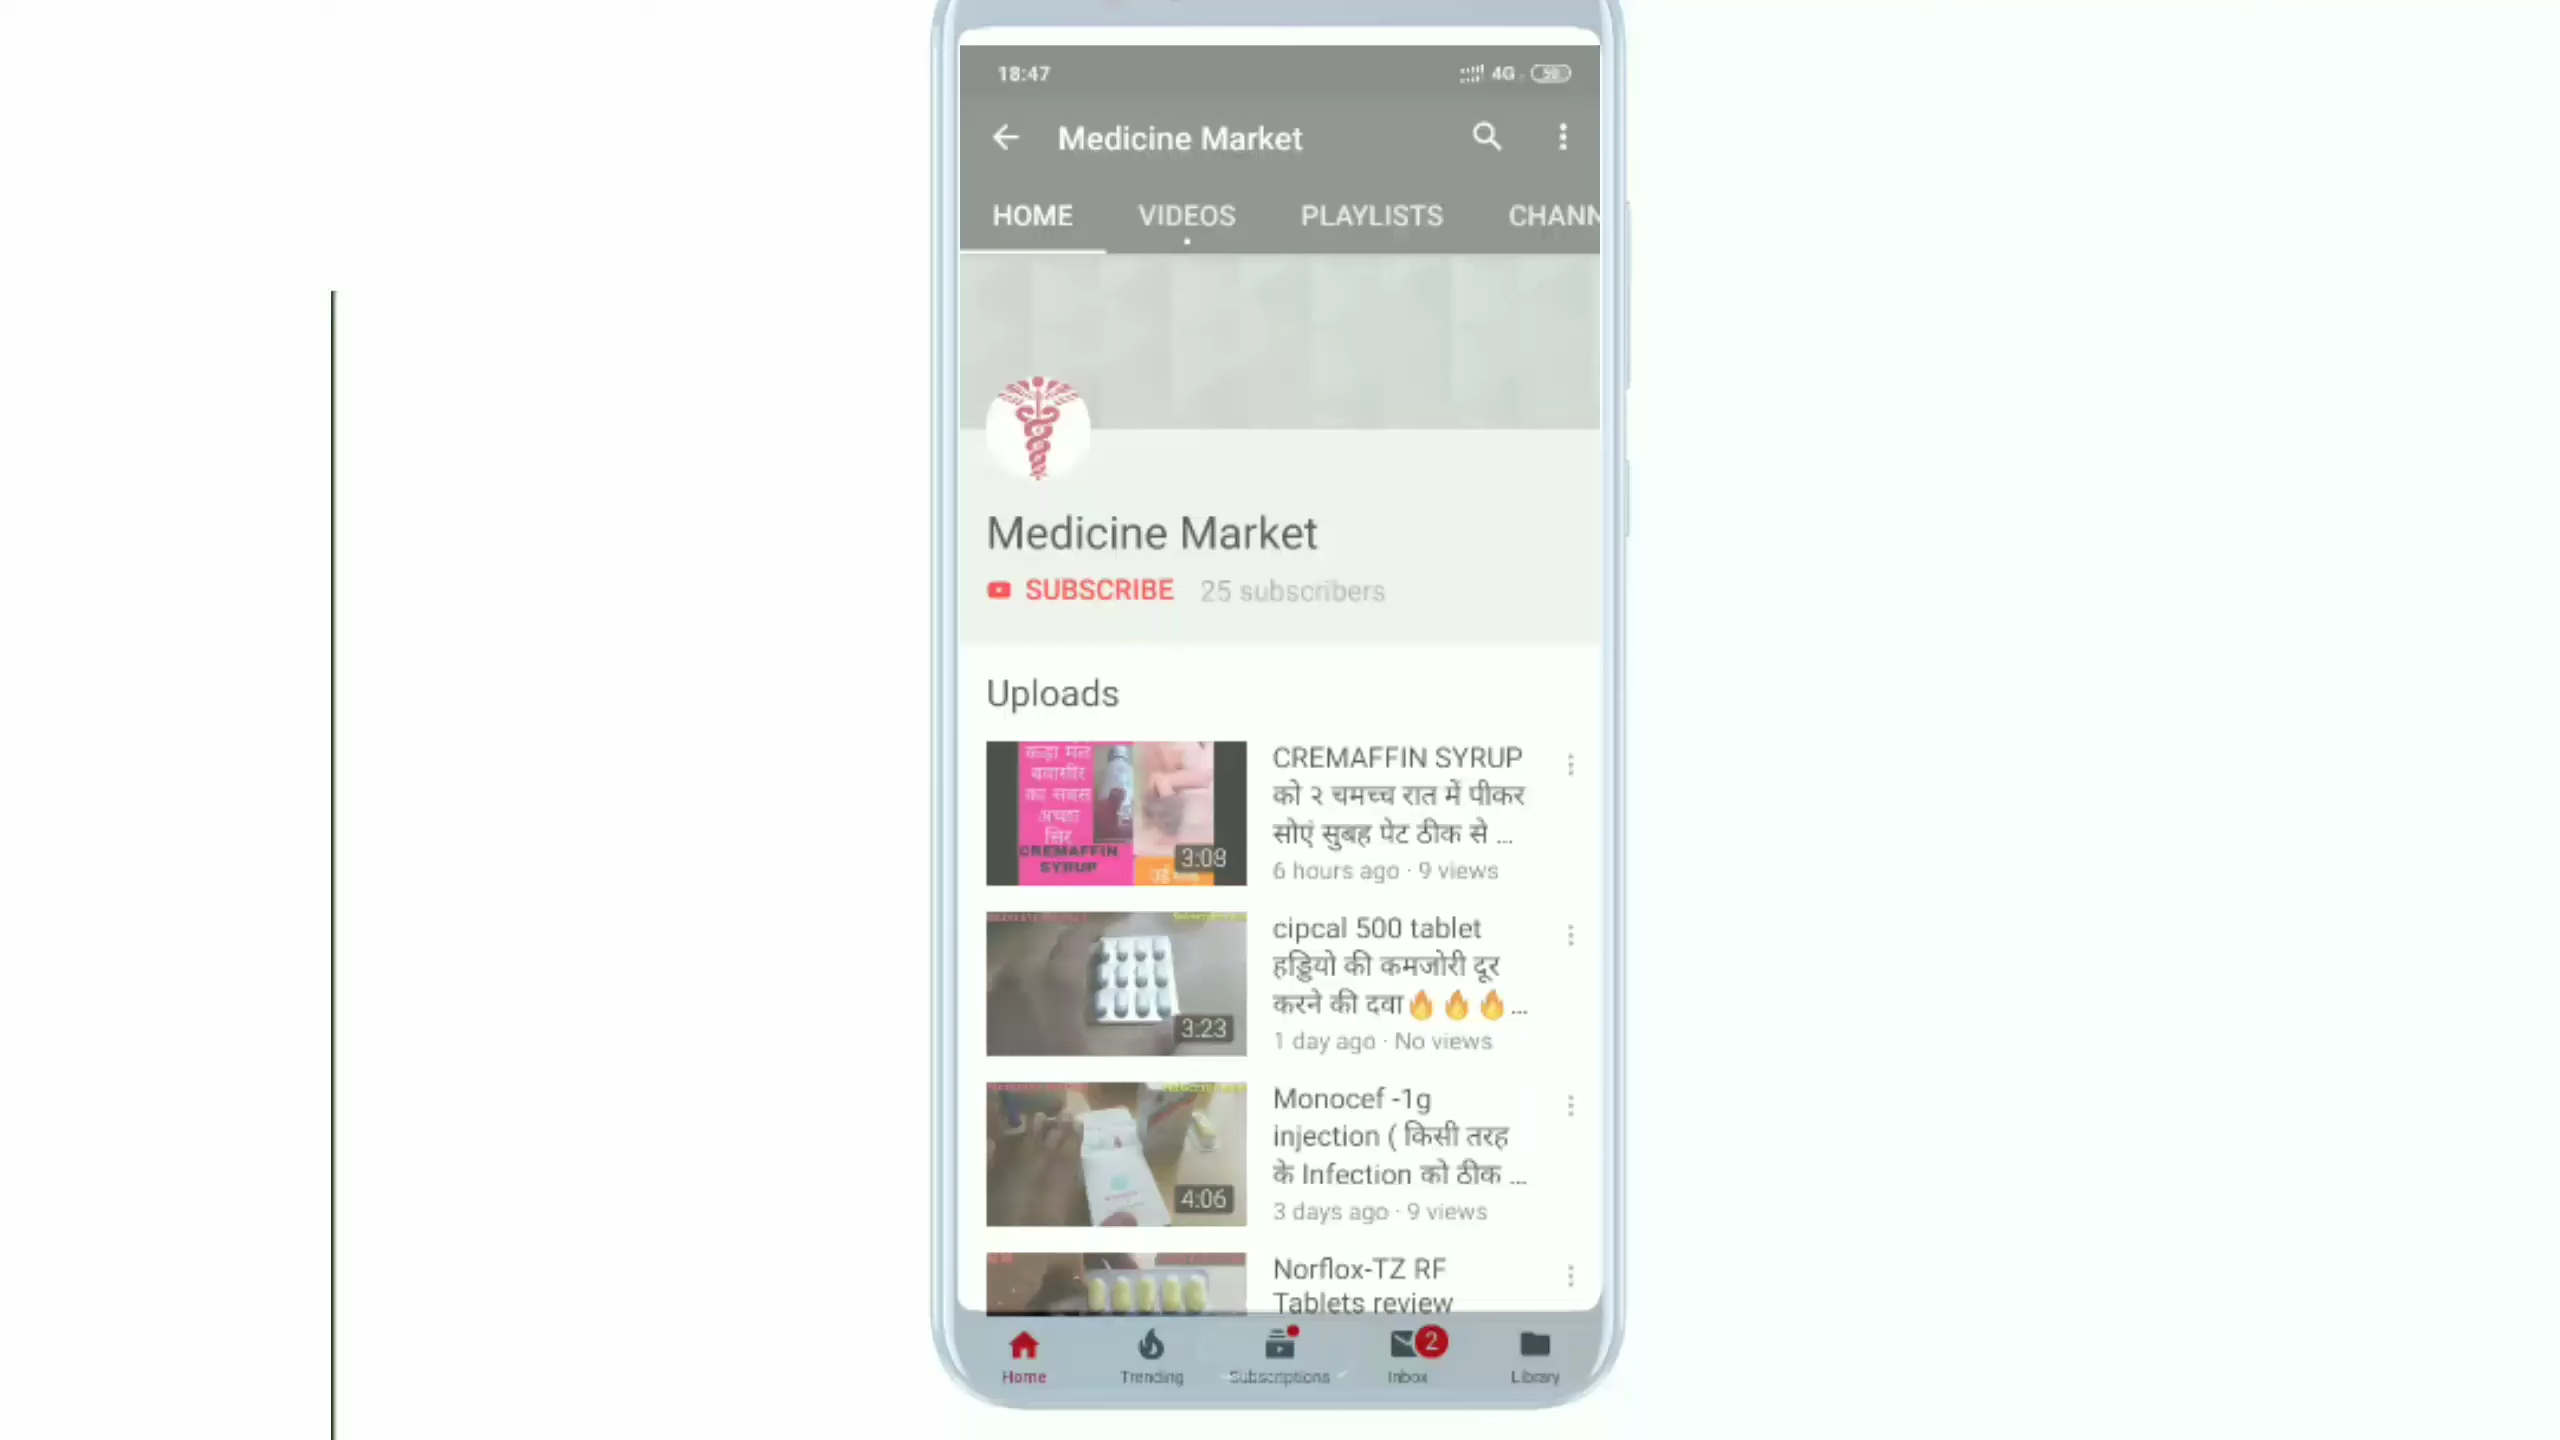 18:47
4G
Medicine Market
HOME
VIDEOS
PLAYLISTS
CHANN
Medicine Market
SUBSCRIBE
25 subscribers
Uploads
बवासीर
का सबसे
अच्छा
सिर
CREMAFFIN
SYRUP
3:08
CREMAFFIN SYRUP
को २ चमच्च रात में पीकर
सोएं सुबह पेट ठीक से ...
6 hours ago · 9 views
3:23
cipcal 500 tablet
हड्डियो की कमजोरी दूर
करने की दवा🔥🔥🔥...
1 day ago · No views
4:06
Monocef -1g
injection ( किसी तरह
के Infection को ठीक ...
3 days ago · 9 views
Norflox-TZ RF
Tablets review
Home
Trending
Subscriptions
2
Inbox
Library